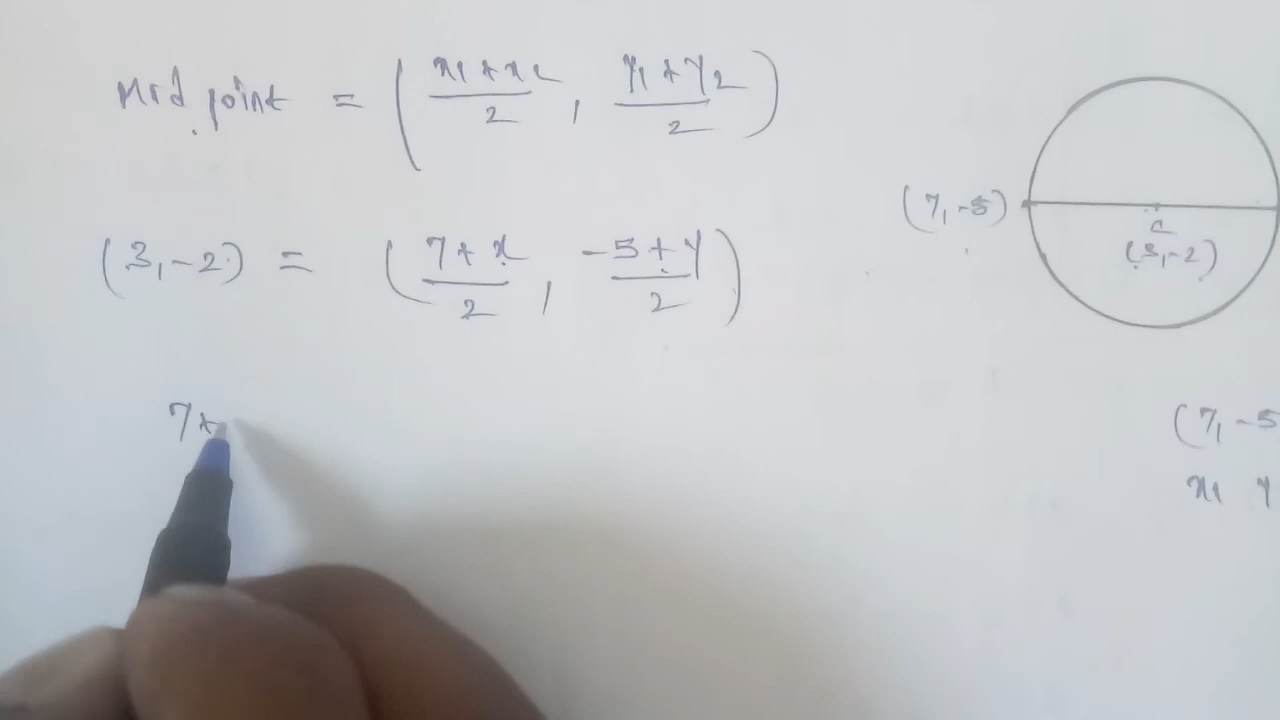 Mid point = ( x1 + x2 / 2 , y1 + y2 / 2 )
(3, -2) = ( 7 + x / 2 , -5 + y / 2 )
7 +
(7, -5)
C
(3, -2)
(7, -5
x1 y